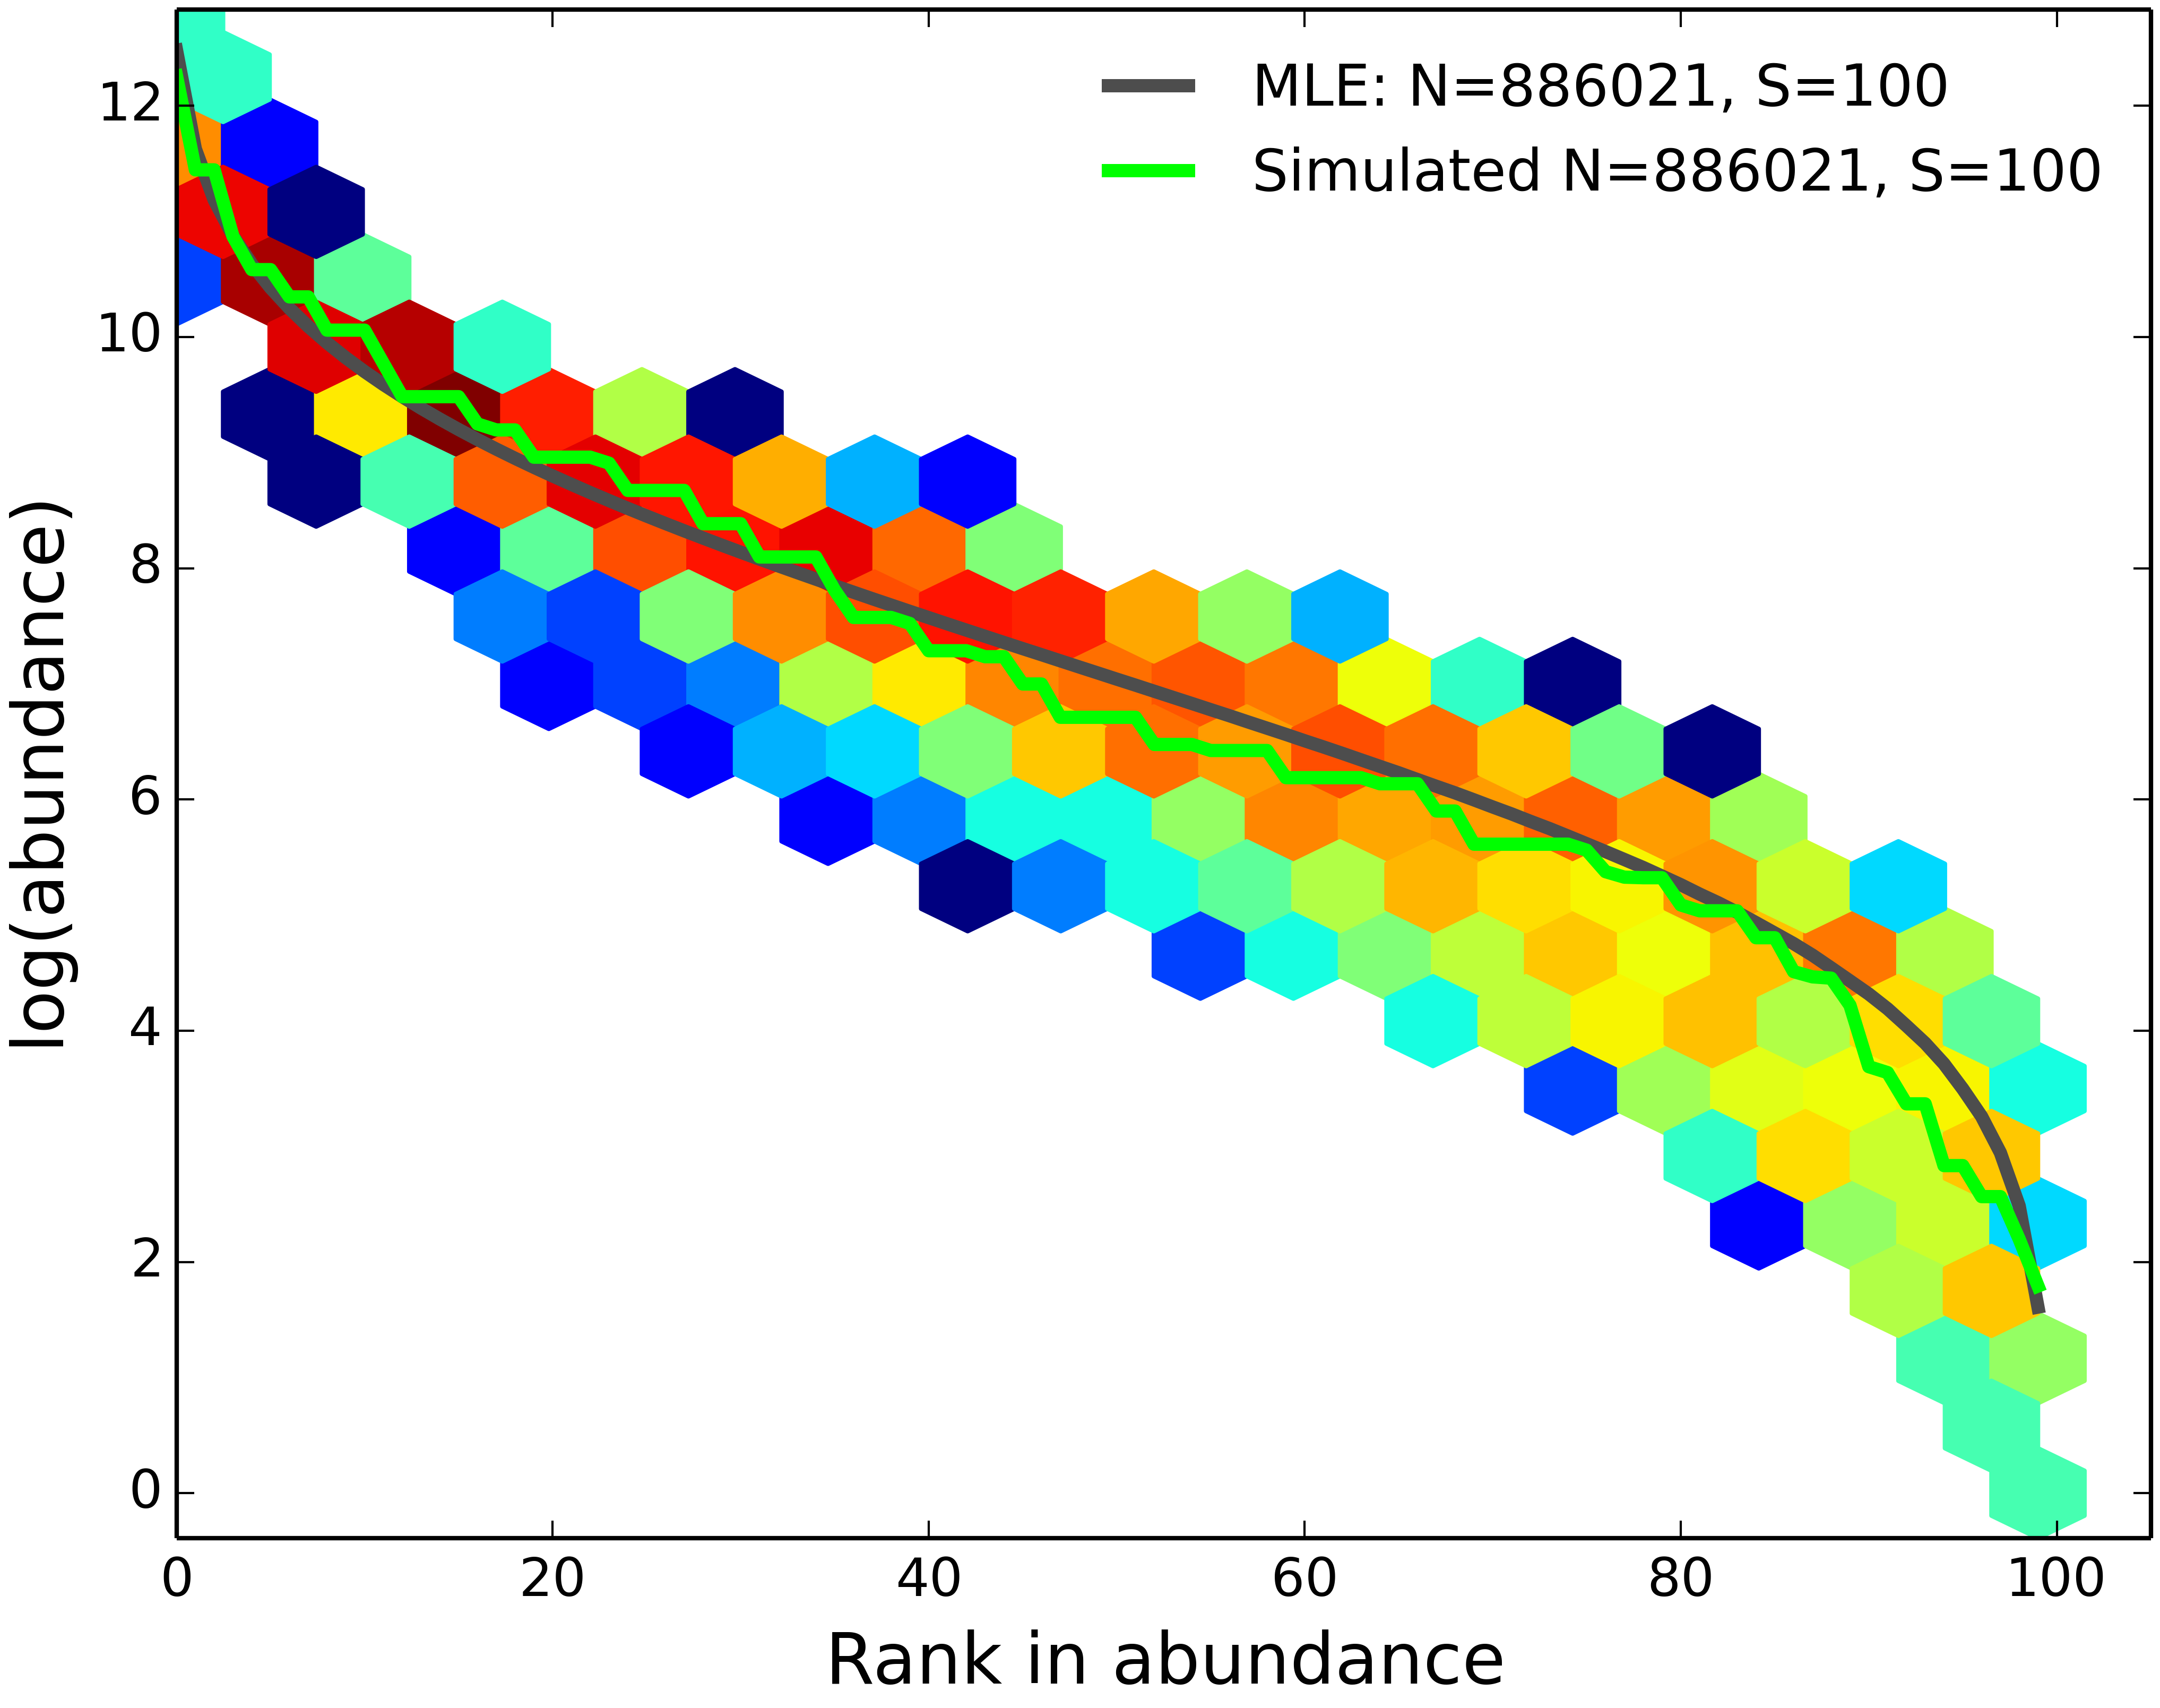 MLE: N=886021, S=100
Simulated N=886021, S=100
log(abundance)
12
10
8
6
4
2
0
0 20 40 60 80 100
Rank in abundance